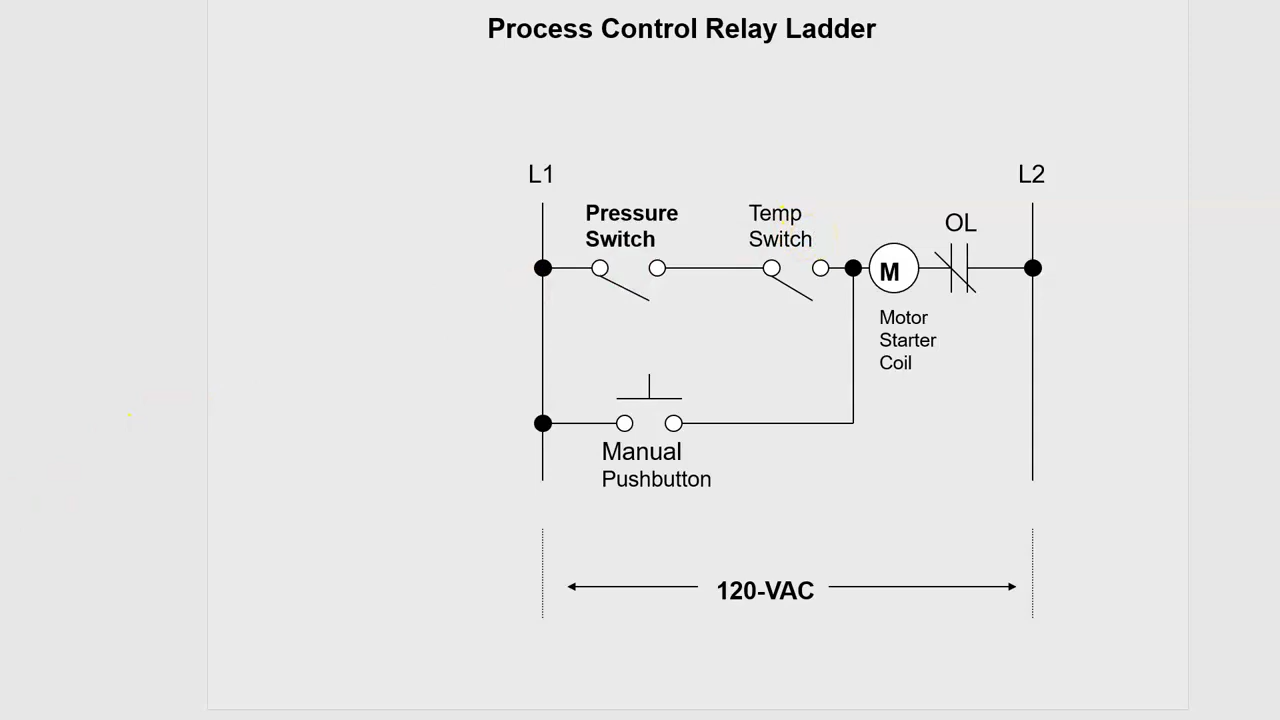 Process Control Relay Ladder
L1
L2
Pressure
Switch
Temp
Switch
OL
M
Motor
Starter
Coil
Manual
Pushbutton
120-VAC